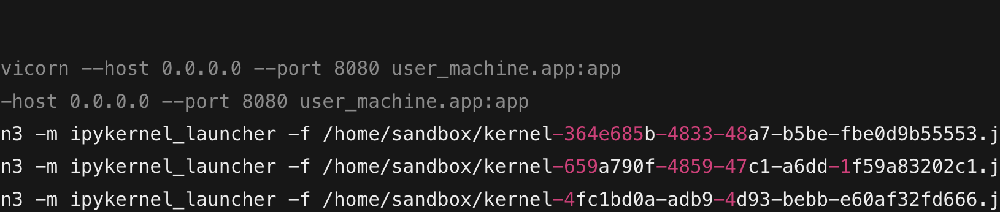 vicorn --host 0.0.0.0 --port 8080 user_machine.app:app
-host 0.0.0.0 --port 8080 user_machine.app:app
n3 -m ipykernel_launcher -f /home/sandbox/kernel-364e685b-4833-48a7-b5be-fbe0d9b55553.j
n3 -m ipykernel_launcher -f /home/sandbox/kernel-659a790f-4859-47c1-a6dd-1f59a83202c1.j
n3 -m ipykernel_launcher -f /home/sandbox/kernel-4fc1bd0a-adb9-4d93-bebb-e60af32fd666.j